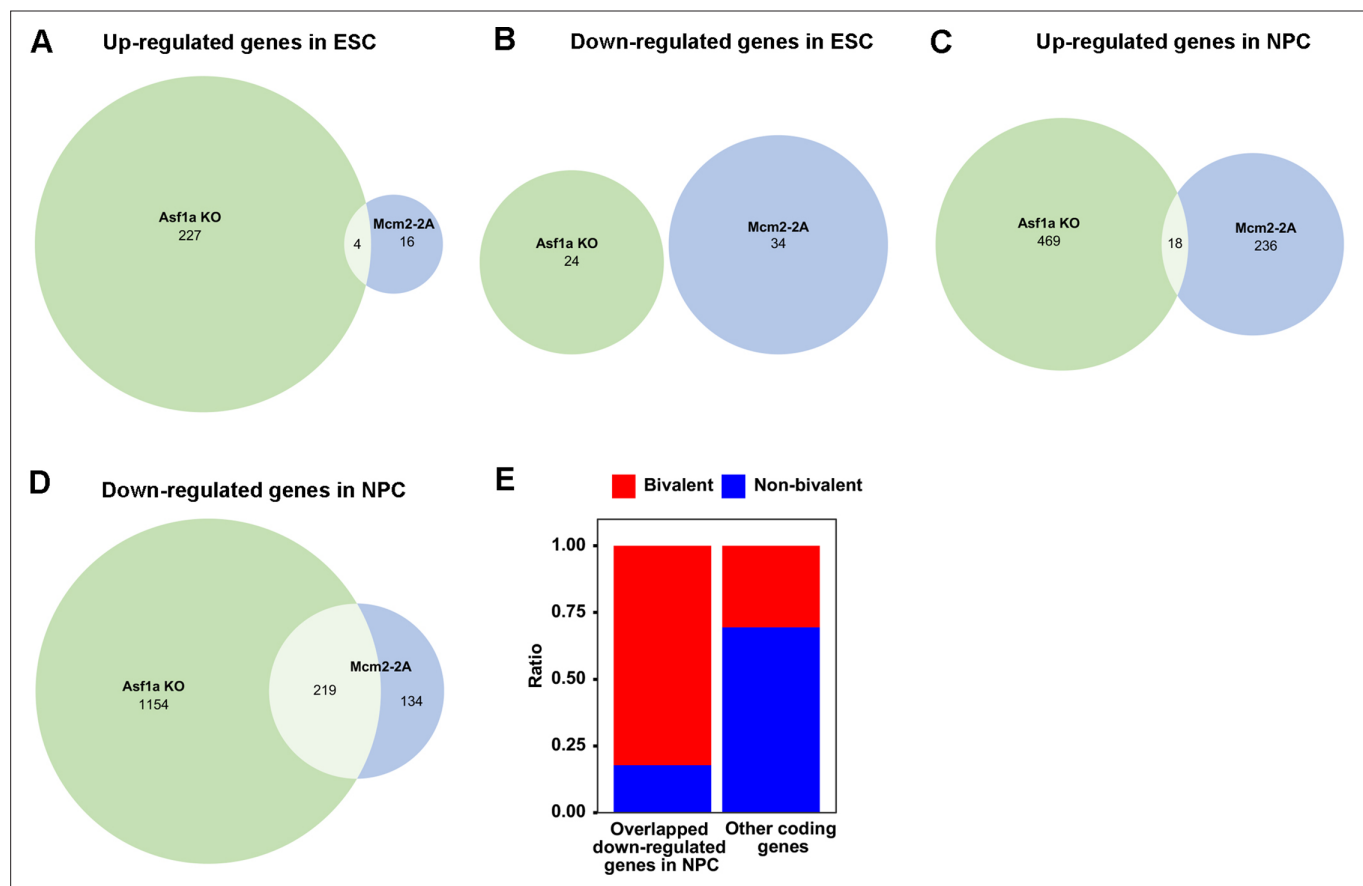 A
Up-regulated genes in ESC
Asf1a KO
227
4
Mcm2-2A
16
B
Down-regulated genes in ESC
Asf1a KO
24
Mcm2-2A
34
C
Up-regulated genes in NPC
Asf1a KO
469
18
Mcm2-2A
236
D
Down-regulated genes in NPC
Asf1a KO
1154
219
Mcm2-2A
134
E
Bivalent
Non-bivalent
Ratio
1.00
0.75
0.50
0.25
0.00
Overlapped
down-regulated
genes in NPC
Other coding
genes